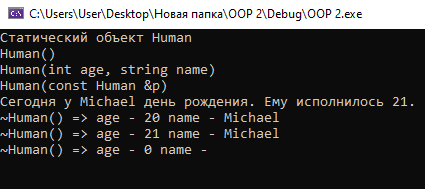 C:\Users\User\Desktop\Новая папка\OOP 2\Debug\OOP 2.exe
Статический объект Human
Human()
Human(int age, string name)
Human(const Human &p)
Сегодня у Michael день рождения. Ему исполнилось 21.
~Human() => age - 20 name - Michael
~Human() => age - 21 name - Michael
~Human() => age - 0 name -